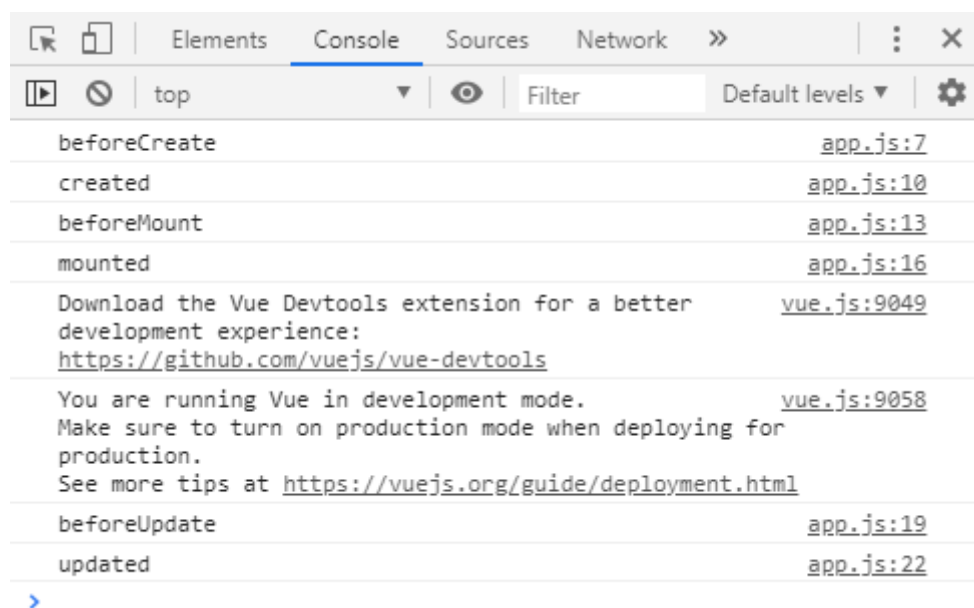 Elements Console Sources Network »
top ▼ Filter Default levels ▼
beforeCreate app.js:7
created app.js:10
beforeMount app.js:13
mounted app.js:16
Download the Vue Devtools extension for a better vue.js:9049
development experience:
https://github.com/vuejs/vue-devtools
You are running Vue in development mode. vue.js:9058
Make sure to turn on production mode when deploying for
production.
See more tips at https://vuejs.org/guide/deployment.html
beforeUpdate app.js:19
updated app.js:22